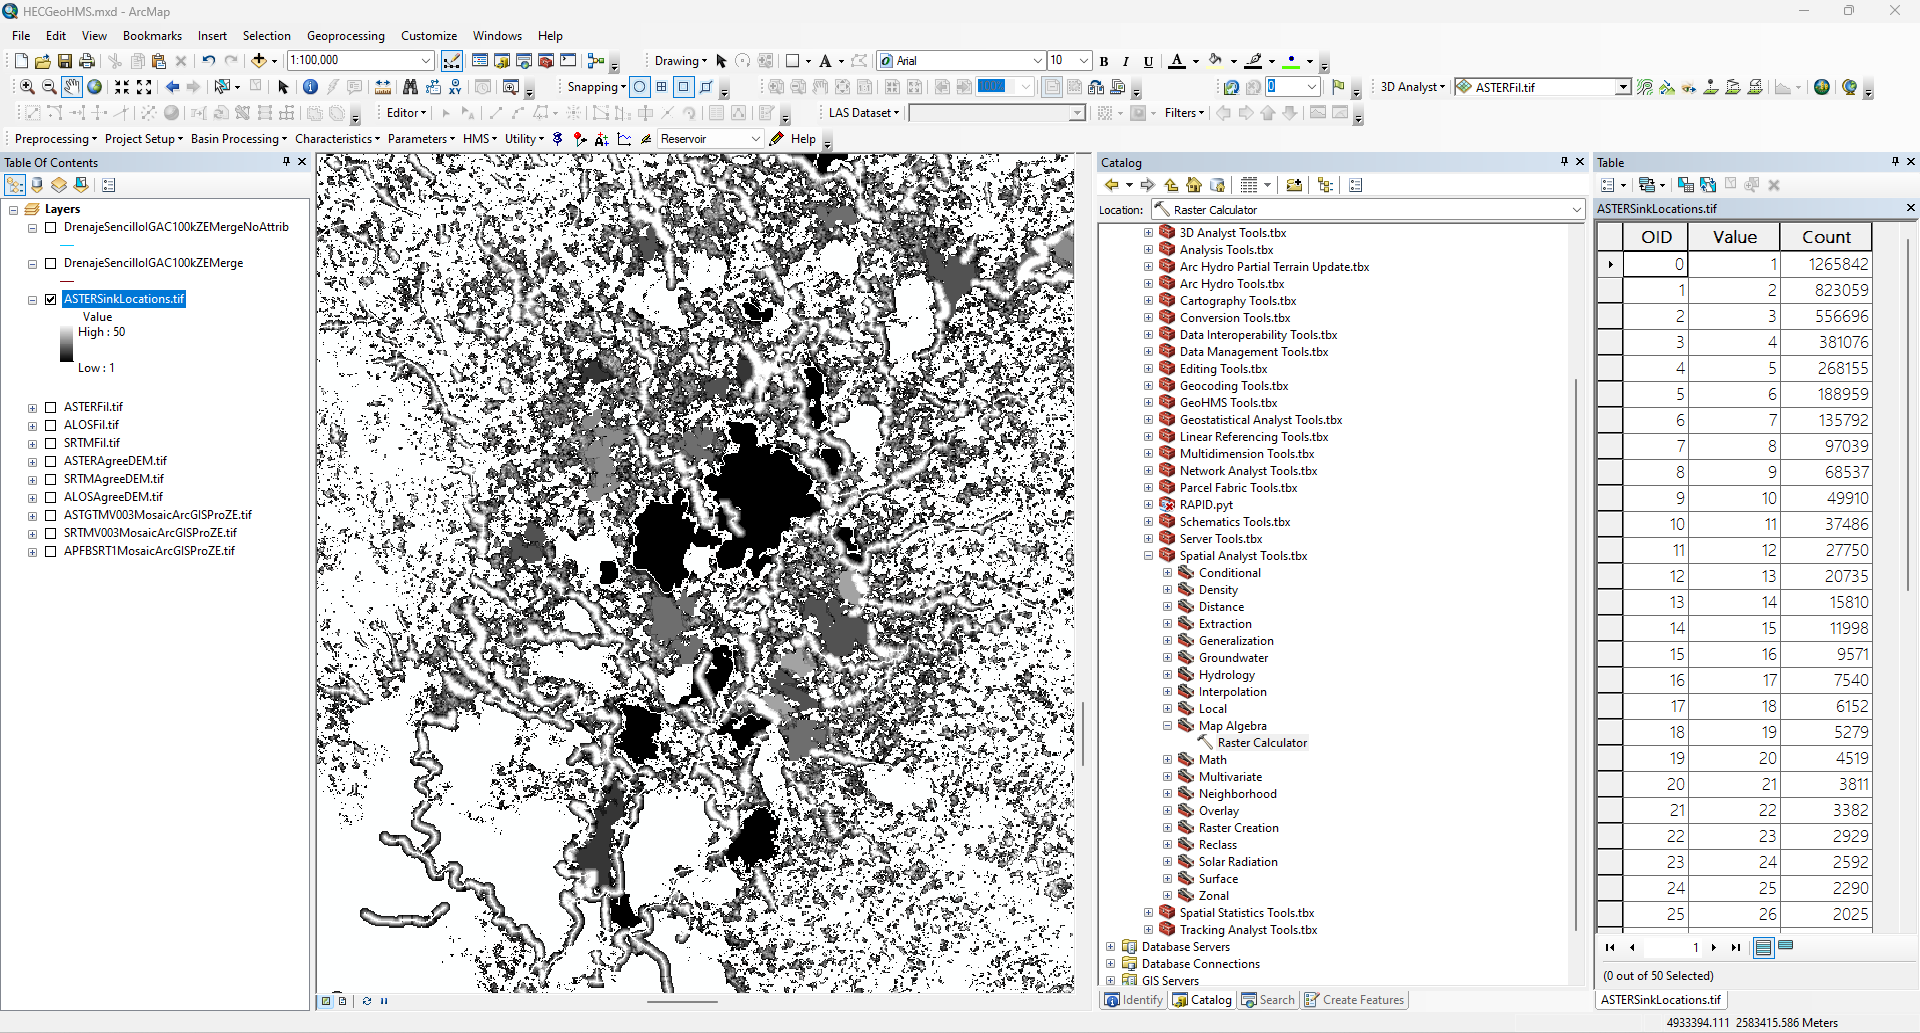 HECGeoHMS.mxd - ArcMap
File Edit View Bookmarks Insert Selection Geoprocessing Customize Windows Help
1:100,000 Drawing Arial 10 B I U
Snapping 100% 0 3D Analyst ASTERFil.tif
Editor LAS Dataset Filters
Preprocessing Project Setup Basin Processing Characteristics Parameters HMS Utility Reservoir Help
Table Of Contents
Layers
DrenajeSencilloIGAC100kZEMergeNoAttrib
DrenajeSencilloIGAC100kZEMerge
ASTERSinkLocations.tif
Value
High : 50
Low : 1
ASTERFil.tif
ALOSFil.tif
SRTMFil.tif
ASTERAgreeDEM.tif
SRTMAgreeDEM.tif
ALOSAgreeDEM.tif
ASTGTMV003MosaicArcGISProZE.tif
SRTMV003MosaicArcGISProZE.tif
APFBSRT1MosaicArcGISProZE.tif
Catalog
Location: Raster Calculator
3D Analyst Tools.tbx
Analysis Tools.tbx
Arc Hydro Partial Terrain Update.tbx
Arc Hydro Tools.tbx
Cartography Tools.tbx
Conversion Tools.tbx
Data Interoperability Tools.tbx
Data Management Tools.tbx
Editing Tools.tbx
Geocoding Tools.tbx
GeoHMS Tools.tbx
Geostatistical Analyst Tools.tbx
Linear Referencing Tools.tbx
Multidimension Tools.tbx
Network Analyst Tools.tbx
Parcel Fabric Tools.tbx
RAPID.pyt
Schematics Tools.tbx
Server Tools.tbx
Spatial Analyst Tools.tbx
Conditional
Density
Distance
Extraction
Generalization
Groundwater
Hydrology
Interpolation
Local
Map Algebra
Raster Calculator
Math
Multivariate
Neighborhood
Overlay
Raster Creation
Reclass
Solar Radiation
Surface
Zonal
Spatial Statistics Tools.tbx
Tracking Analyst Tools.tbx
Database Servers
Database Connections
GIS Servers
Identify Catalog Search Create Features
Table
ASTERSinkLocations.tif
OID Value Count
0 1 1265842
1 2 823059
2 3 556696
3 4 381076
4 5 268155
5 6 188959
6 7 135792
7 8 97039
8 9 68537
9 10 49910
10 11 37486
11 12 27750
12 13 20735
13 14 15810
14 15 11998
15 16 9571
16 17 7540
17 18 6152
18 19 5279
19 20 4519
20 21 3811
21 22 3382
22 23 2929
23 24 2592
24 25 2290
25 26 2025
1
(0 out of 50 Selected)
ASTERSinkLocations.tif
4933394.111 2583415.586 Meters